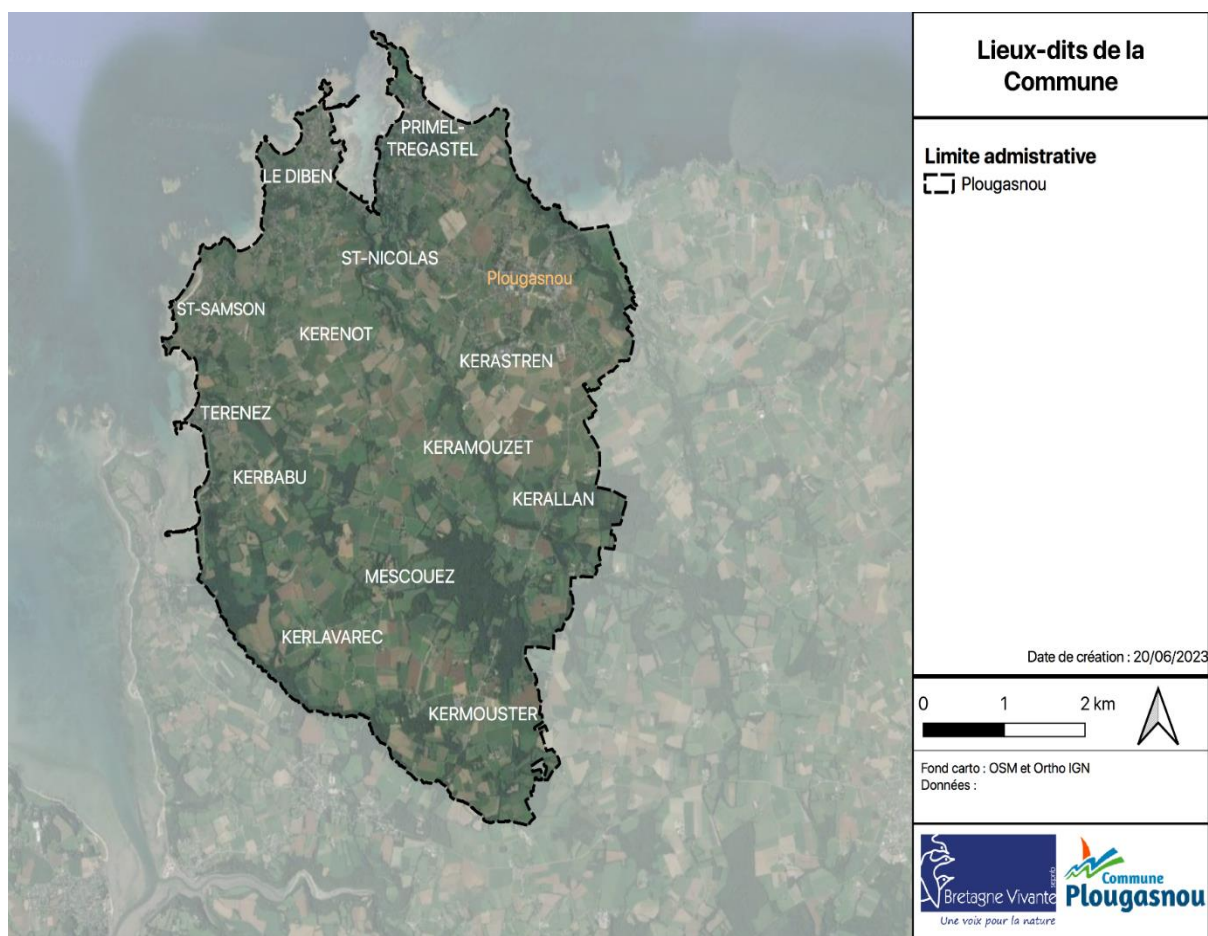 Lieux-dits de la
Commune
Limite admistrative
Plougasnou
Date de création : 20/06/2023
0 1 2 km
Fond carto : OSM et Ortho IGN
Données :
Bretagne Vivante
sepnb
Une voix pour la nature
Commune
Plougasnou
PRIMEL-
TREGASTEL
LE DIBEN
ST-NICOLAS
Plougasnou
ST-SAMSON
KERENOT
KERASTREN
TERENEZ
KERAMOUZET
KERBABU
KERALLAN
MESCOUEZ
KERLAVAREC
KERMOUSTER